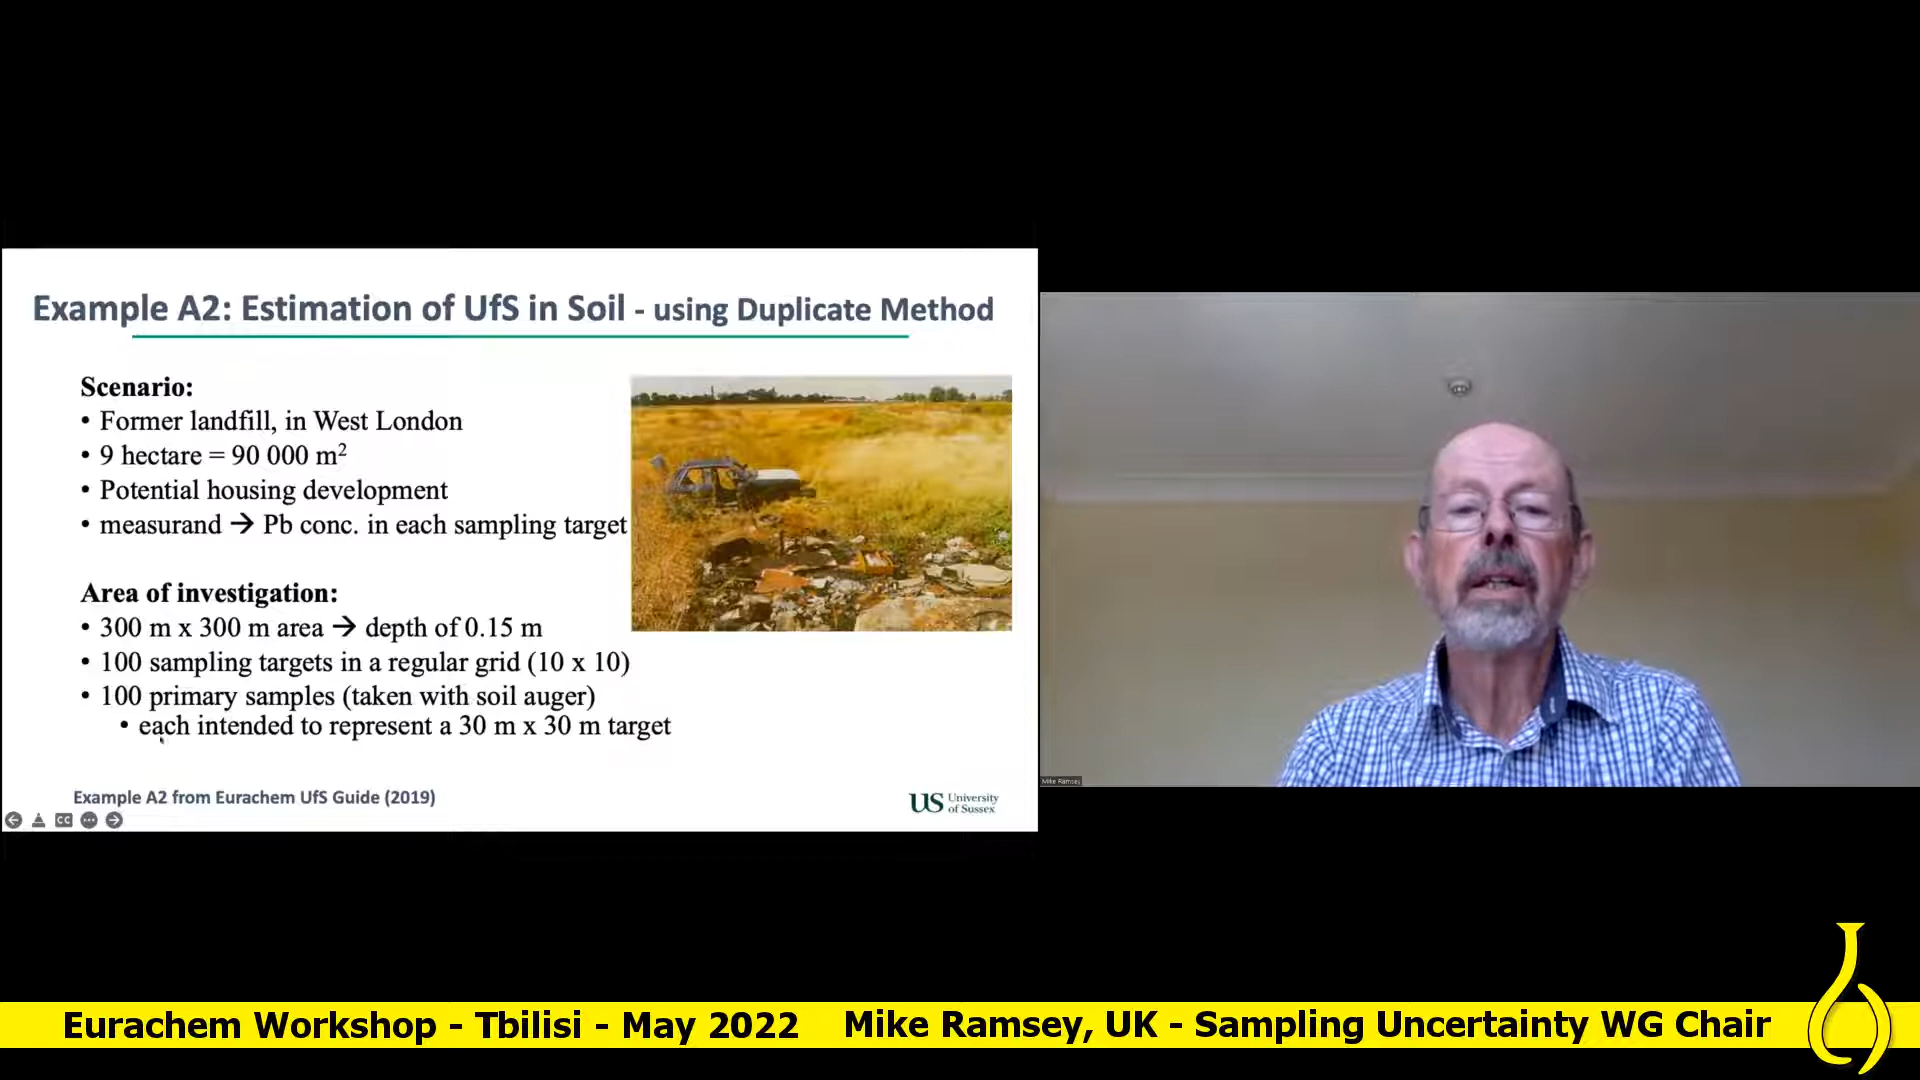 Example A2: Estimation of UfS in Soil - using Duplicate Method
Scenario:
• Former landfill, in West London
• 9 hectare = 90 000 m²
• Potential housing development
• measurand → Pb conc. in each sampling target
Area of investigation:
• 300 m x 300 m area → depth of 0.15 m
• 100 sampling targets in a regular grid (10 x 10)
• 100 primary samples (taken with soil auger)
• each intended to represent a 30 m x 30 m target
Example A2 from Eurachem UfS Guide (2019)
US University
of Sussex
CC
Mike Ramsey
Eurachem Workshop - Tbilisi - May 2022 Mike Ramsey, UK - Sampling Uncertainty WG Chair